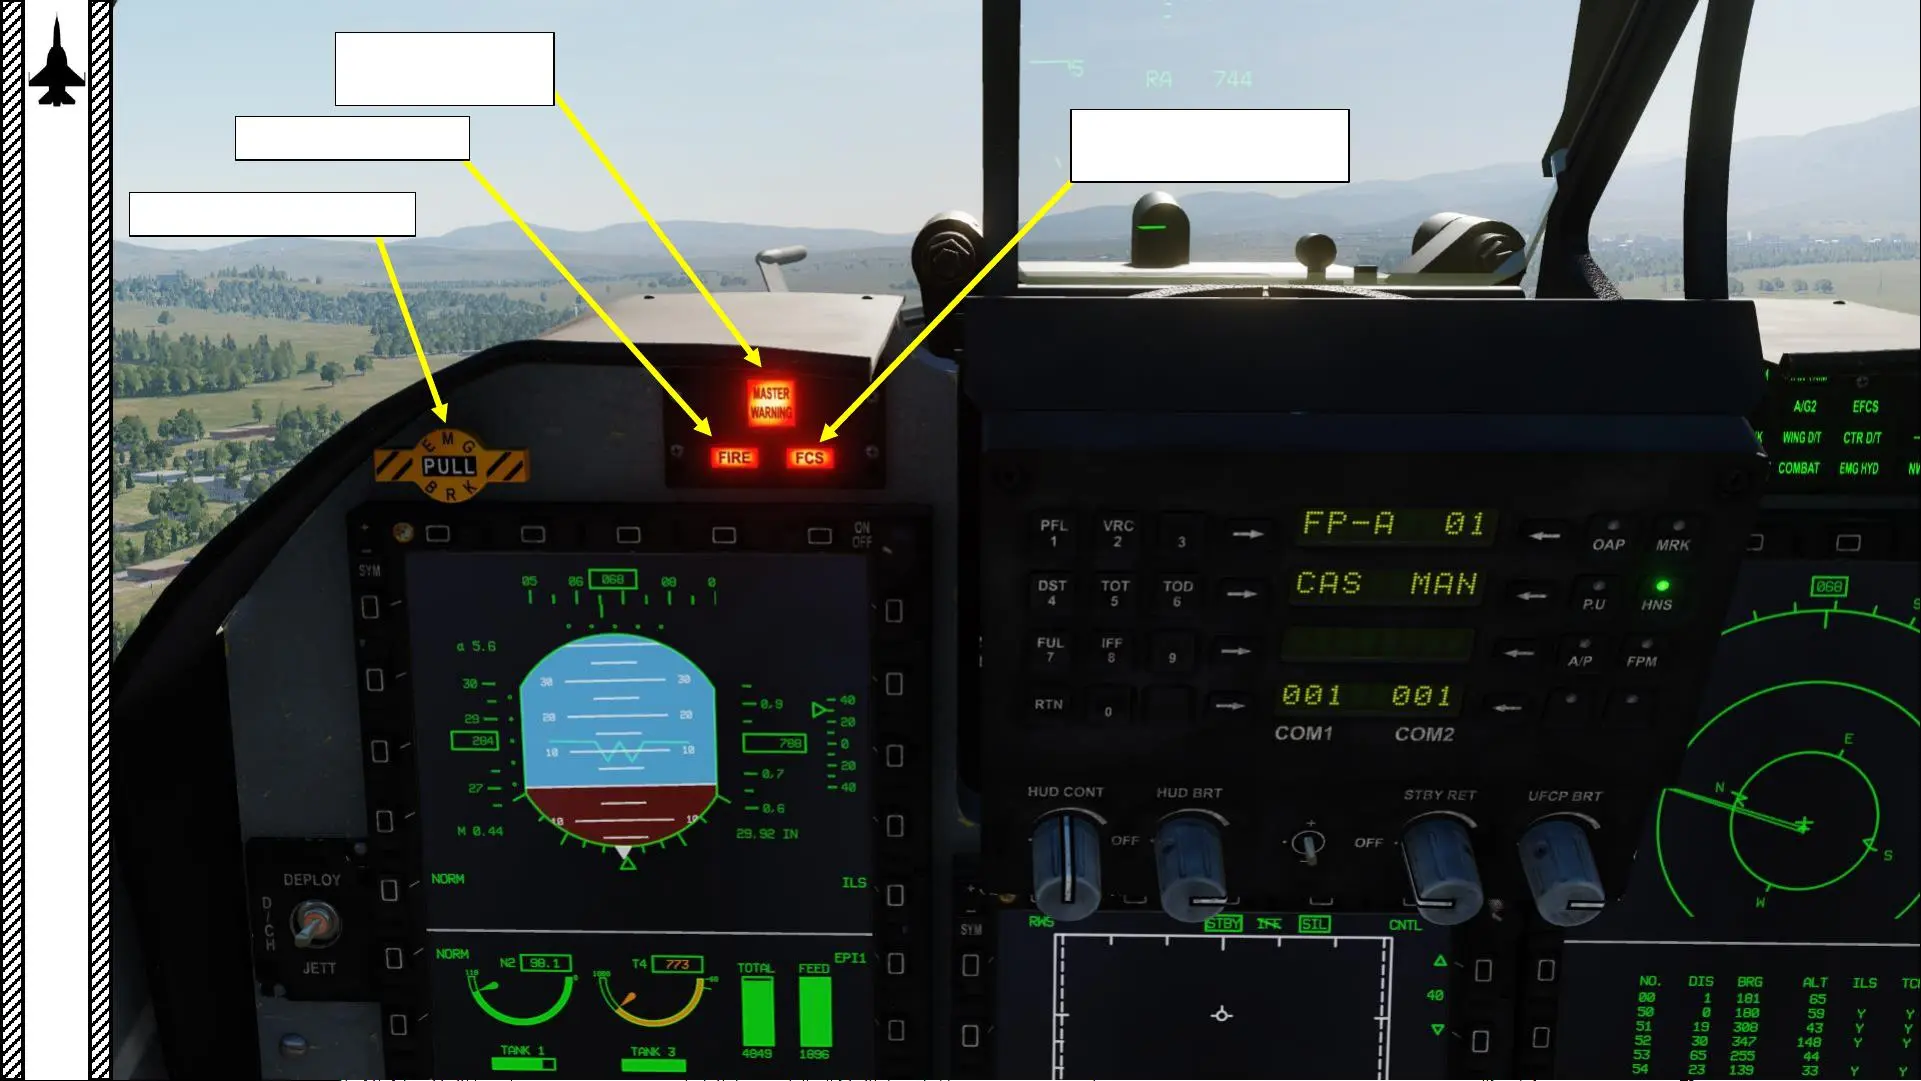 5
RA 744
MASTER
WARNING
FIRE FCS
EMG
PULL
BRK
A/G2 EFCS
WING D/T CTR D/T
COMBAT EMG HYD
ON
OFF
SYM
05 06 068 08
α 5.6
30
29
284
27
M 0.44
30 30
20 20
10 10
10 10
0,9
788
0,7
0,6
29.92 IN
40
20
0
20
40
NORM ILS
NORM
N2 98.1
T4 773
TOTAL FEED
EPI1
4849 1896
TANK 1 TANK 3
DEPLOY
D/CH
JETT
PFL
1
VRC
2
3
FP-A 01
OAP MRK
DST
4
TOT
5
TOD
6
CAS MAN
P.U HNS
FUL
7
IFF
8
9
A/P FPM
RTN
0
001 001
COM1 COM2
HUD CONT HUD BRT STBY RET UFCP BRT
OFF OFF
SYM
RWS STBY SIL CNTL
40
068
E
N
S
W
NO. DIS BRG ALT ILS
00 1 181 65
50 0 180 59 Y Y
51 19 308 43 Y Y
52 30 347 148 Y Y
53 65 255 44
54 23 139 33 Y Y